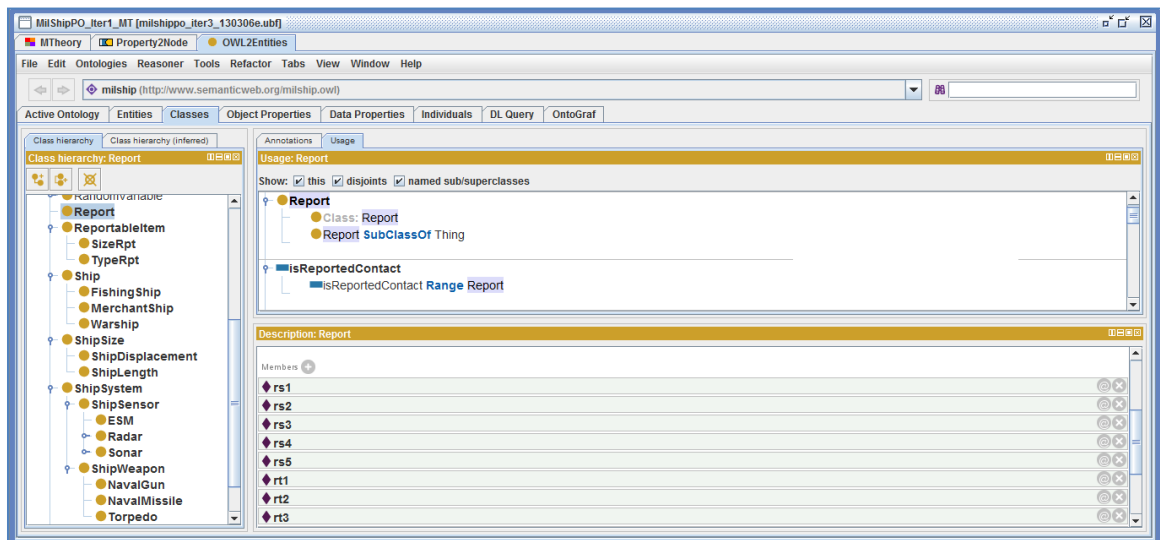 MilShipPO_Iter1_MT [milshippo_iter3_130306e.ubf]
MTheory Property2Node OWL2Entities
File Edit Ontologies Reasoner Tools Refactor Tabs View Window Help
milship (http://www.semanticweb.org/milship.owl)
Active Ontology Entities Classes Object Properties Data Properties Individuals DL Query OntoGraf
Class hierarchy Class hierarchy (inferred)
Class hierarchy: Report
RandomVariable
Report
ReportableItem
SizeRpt
TypeRpt
Ship
FishingShip
MerchantShip
Warship
ShipSize
ShipDisplacement
ShipLength
ShipSystem
ShipSensor
ESM
Radar
Sonar
ShipWeapon
NavalGun
NavalMissile
Torpedo
Annotations Usage
Usage: Report
Show: this disjoints named sub/superclasses
Report
Class: Report
Report SubClassOf Thing
isReportedContact
isReportedContact Range Report
Description: Report
Members
rs1
rs2
rs3
rs4
rs5
rt1
rt2
rt3